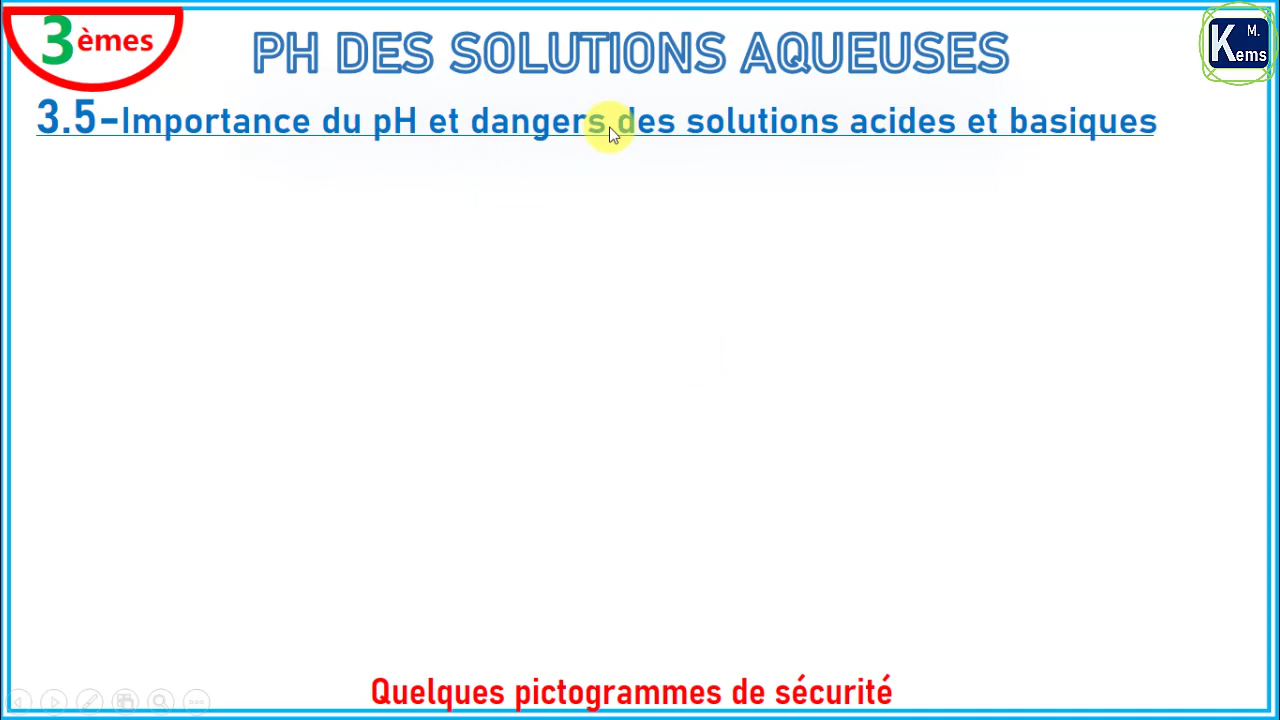 3èmes
PH DES SOLUTIONS AQUEUSES
M.
Kems
3.5-Importance du pH et dangers des solutions acides et basiques
Quelques pictogrammes de sécurité